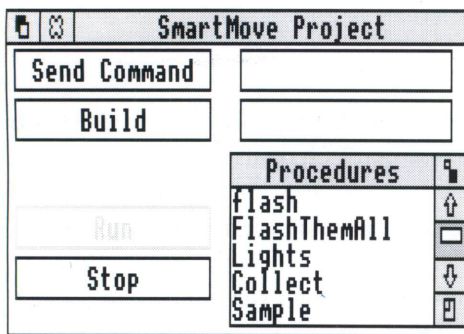 SmartMove Project
Send Command
Build
Procedures
flash
FlashThemAll
Lights
Collect
Sample
Run
Stop